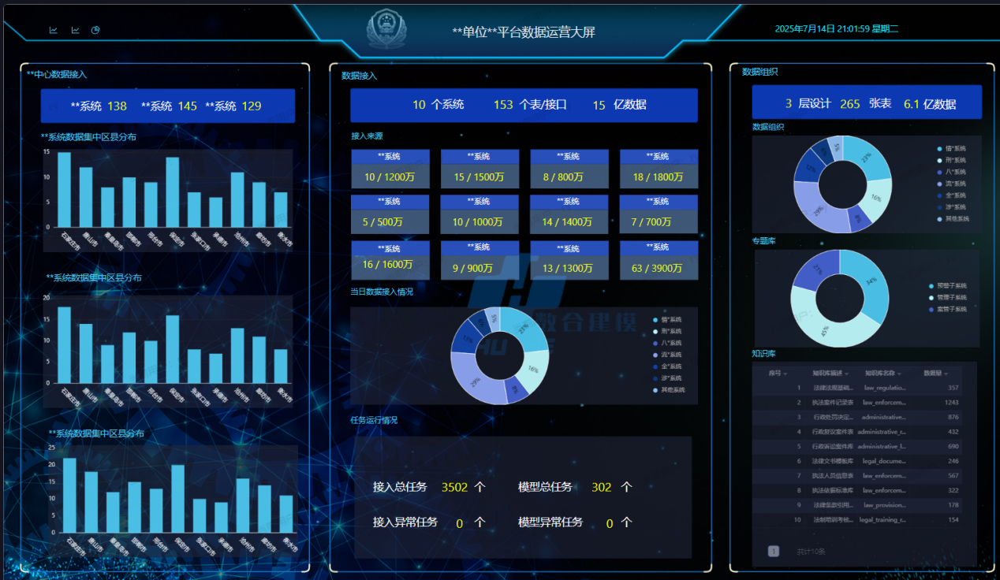 **单位**平台数据运营大屏
2025年7月14日 21:01:59 星期二
**中心数据接入
**系统 138 **系统 145 **系统 129
**系统数据集中区县分布
15
10
5
0
石家庄市 唐山市 秦皇岛市 邯郸市 邢台市 保定市 张家口市 承德市 沧州市 廊坊市 衡水市
**系统数据集中区县分布
20
15
10
5
0
石家庄市 唐山市 秦皇岛市 邯郸市 邢台市 保定市 张家口市 承德市 沧州市 廊坊市 衡水市
**系统数据集中区县分布
25
20
15
10
5
0
石家庄市 唐山市 秦皇岛市 邯郸市 邢台市 保定市 张家口市 承德市 沧州市 廊坊市 衡水市
数据接入
10 个系统 153 个表/接口 15 亿数据
接入来源
**系统 **系统 **系统 **系统
10 / 1200万 15 / 1500万 8 / 800万 18 / 1800万
**系统 **系统 **系统 **系统
5 / 500万 10 / 1000万 14 / 1400万 7 / 700万
**系统 **系统 **系统 **系统
16 / 1600万 9 / 900万 13 / 1300万 63 / 3900万
当日数据接入情况
数合建模
23%
16%
8%
29%
13%
5%
情*系统
刑*系统
八*系统
流*系统
全*系统
涉*系统
其他系统
任务运行情况
接入总任务 3502 个 模型总任务 302 个
接入异常任务 0 个 模型异常任务 0 个
数据组织
3 层设计 265 张表 6.1 亿数据
数据组织
23%
16%
8%
29%
12%
5%
情*系统
刑*系统
八*系统
流*系统
全*系统
涉*系统
其他系统
专题库
34%
45%
21%
预警子系统
管理子系统
案管子系统
知识库
序号 知识库描述 知识库名称 数据量
1 法律法规基础... law_regulatio... 357
2 执法案件记录表 law_enforcem... 1243
3 行政处罚决定... administrative... 876
4 行政复议案件表 administrative_r... 432
5 行政诉讼案件库 administrative_l... 690
6 法律文书模板库 legal_docume... 246
7 执法人员信息表 law_enforcem... 567
8 执法依据标准库 law_enforcem... 322
9 法律条款引用... law_provision... 178
10 法制培训考核... legal_training_r... 154
1 共计10条